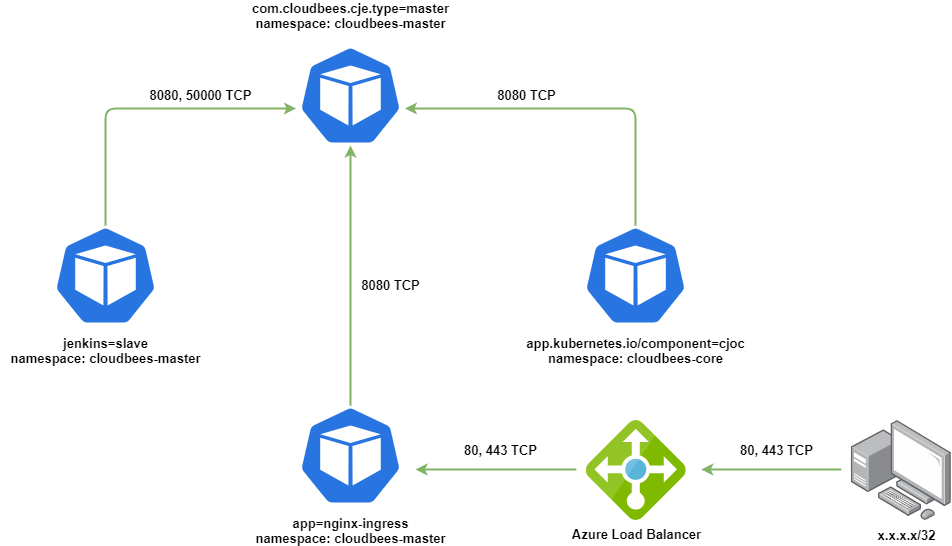 com.cloudbees.cje.type=master
namespace: cloudbees-master
8080, 50000 TCP
8080 TCP
8080 TCP
jenkins=slave
namespace: cloudbees-master
app.kubernetes.io/component=cjoc
namespace: cloudbees-core
80, 443 TCP
80, 443 TCP
app=nginx-ingress
namespace: cloudbees-master
Azure Load Balancer
x.x.x.x/32